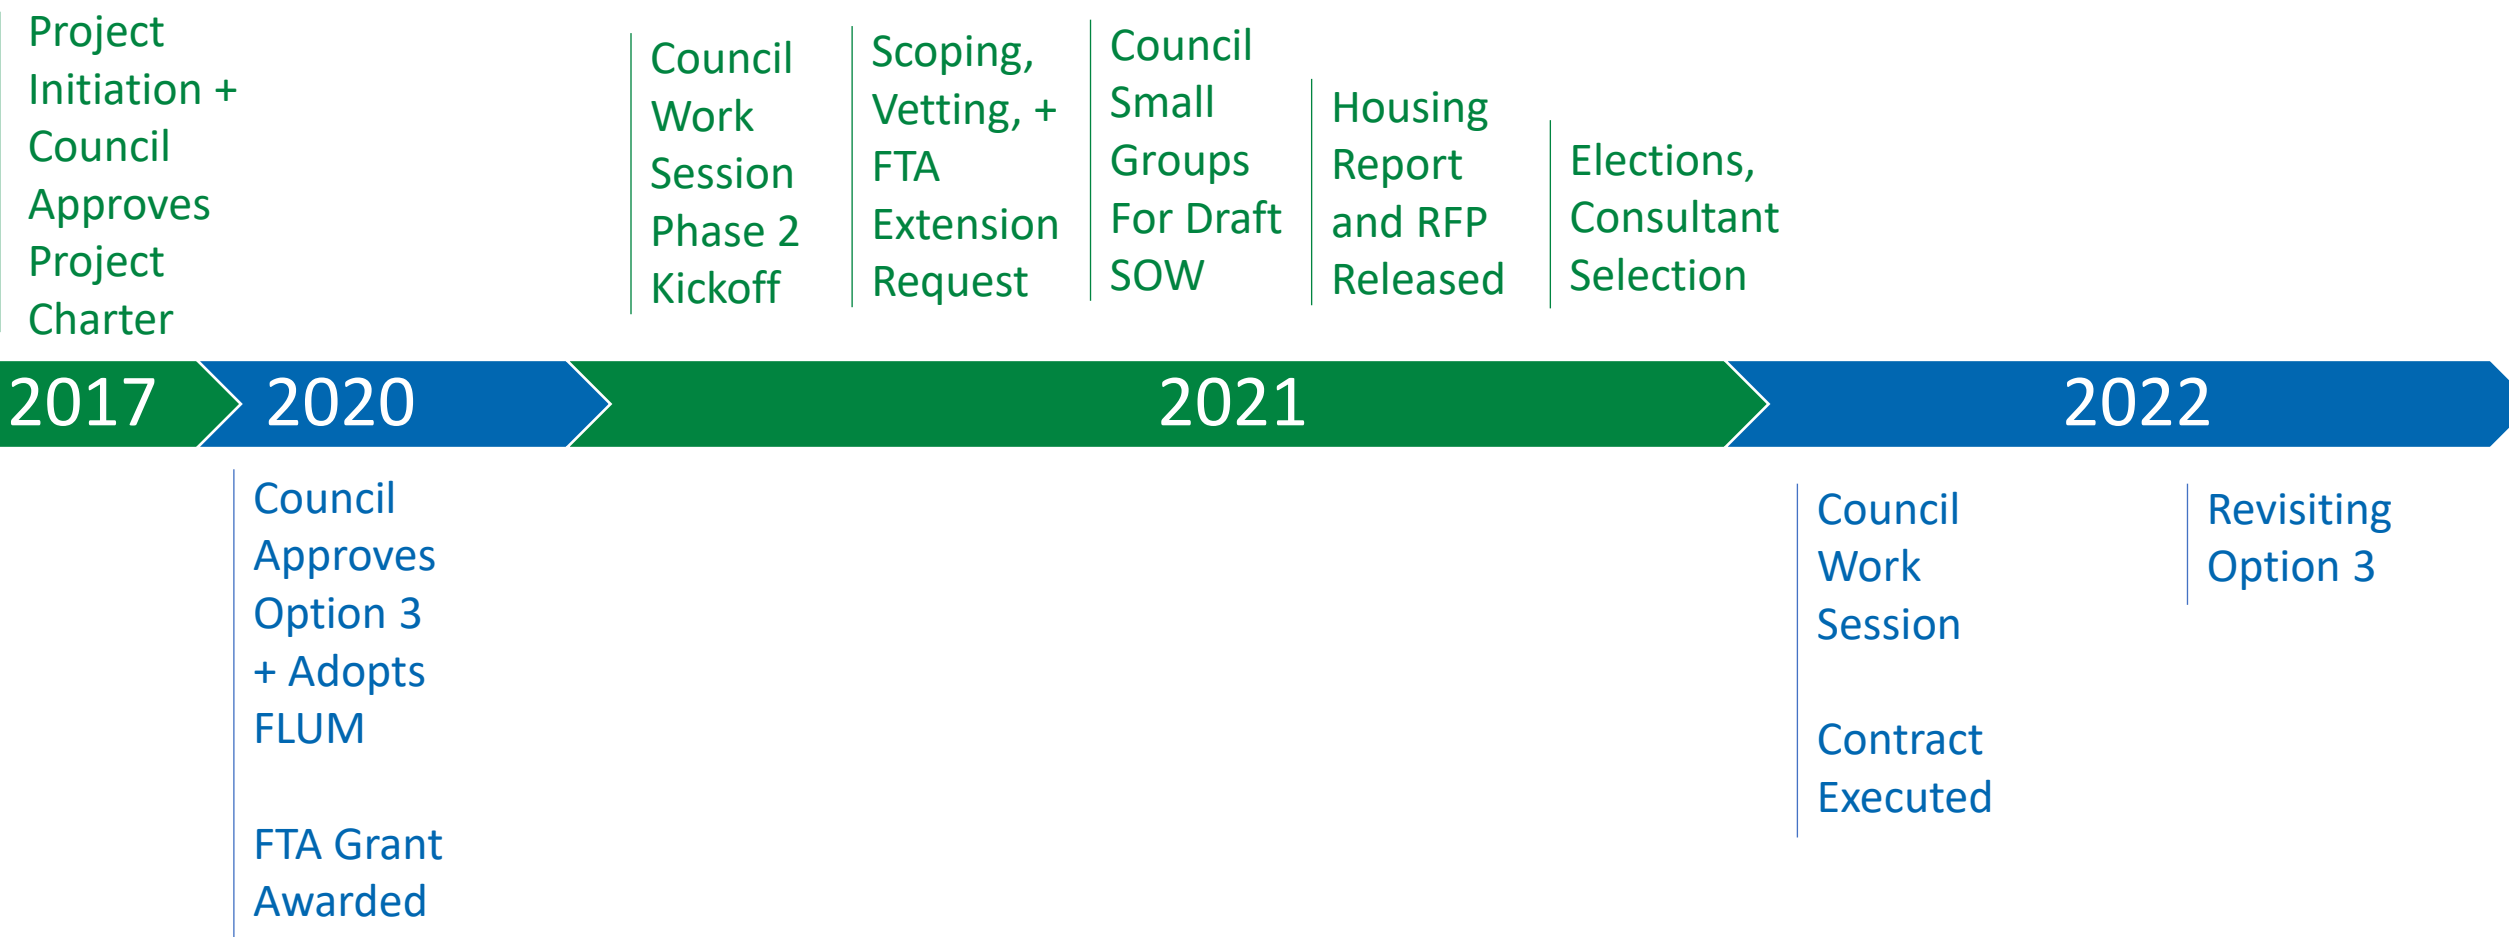 Project
Initiation +
Council
Approves
Project
Charter
Council
Work
Session
Phase 2
Kickoff
Scoping,
Vetting, +
FTA
Extension
Request
Council
Small
Groups
For Draft
SOW
Housing
Report
and RFP
Released
Elections,
Consultant
Selection
2017
2020
2021
2022
Council
Approves
Option 3
+ Adopts
FLUM
FTA Grant
Awarded
Council
Work
Session
Contract
Executed
Revisiting
Option 3